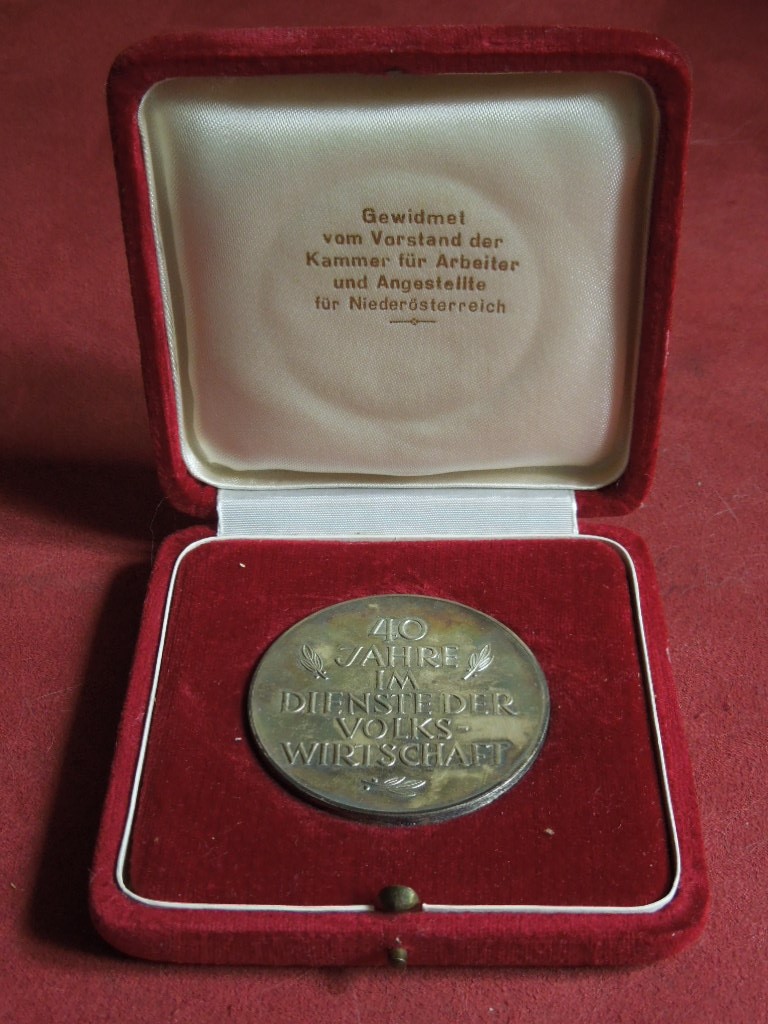 Gewidmet
vom Vorstand der
Kammer für Arbeiter
und Angestellte
für Niederösterreich
40
JAHRE
IM
DIENSTE DER
VOLKS-
WIRTSCHAFT